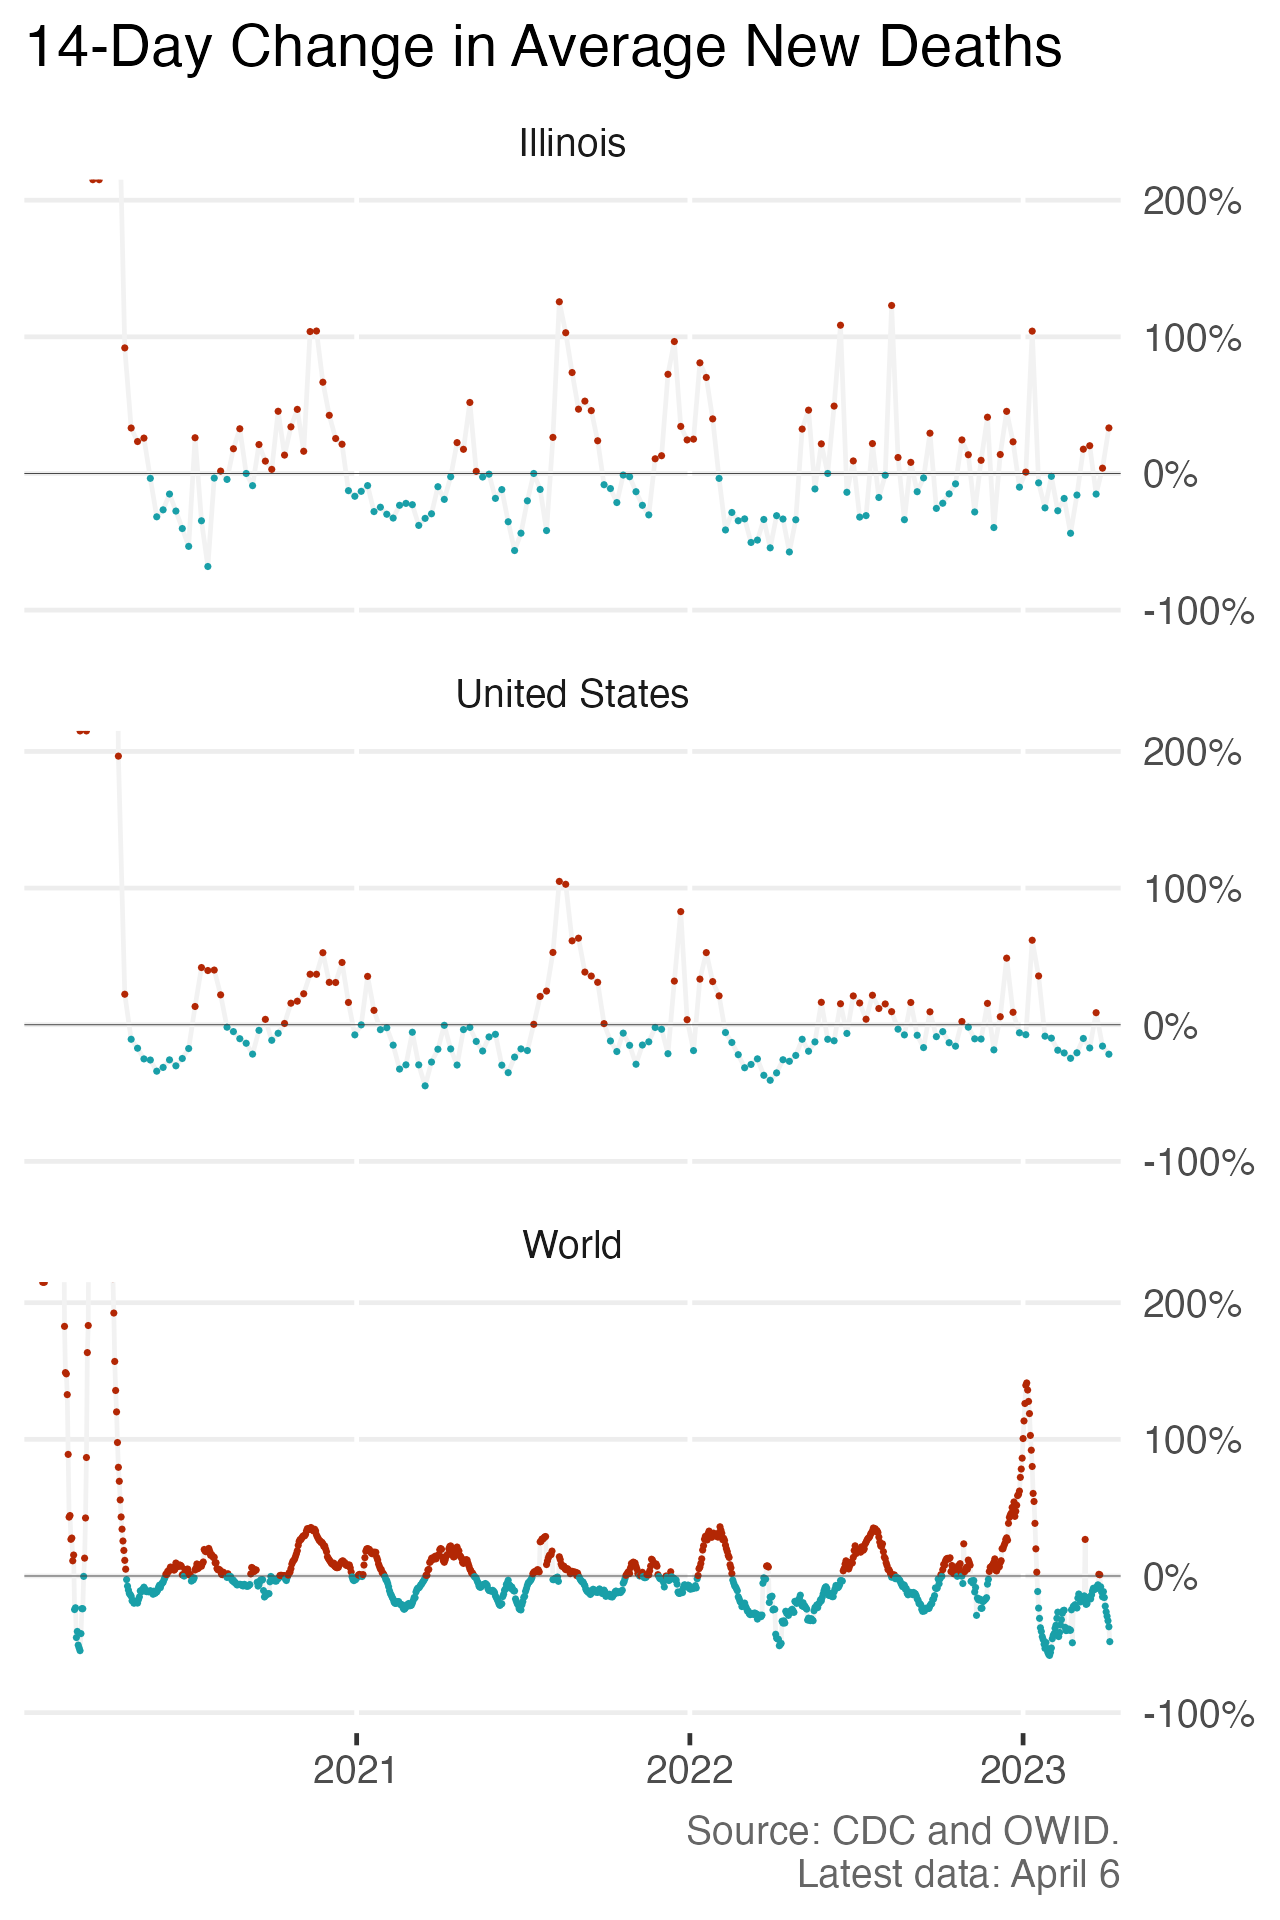 14-Day Change in Average New Deaths
Illinois
200%
100%
0%
-100%
United States
200%
100%
0%
-100%
World
200%
100%
0%
-100%
2021 2022 2023
Source: CDC and OWID.
Latest data: April 6